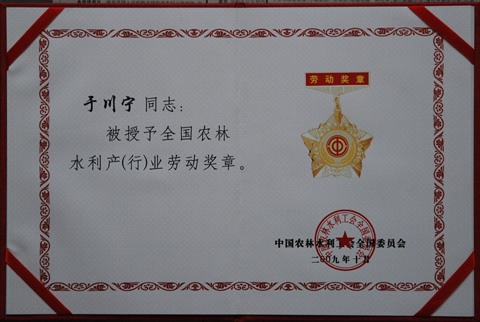 于川宁同志：
被授予全国农林
水利产(行)业劳动奖章。
劳动奖章
中国农林水利工会全国委员会
二00九年十月